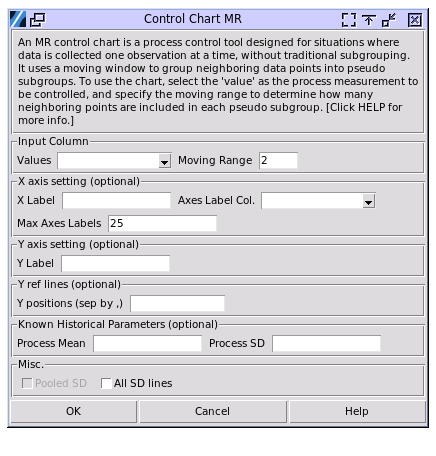 Control Chart MR
An MR control chart is a process control tool designed for situations where
data is collected one observation at a time, without traditional subgrouping.
It uses a moving window to group neighboring data points into pseudo
subgroups. To use the chart, select the 'value' as the process measurement to
be controlled, and specify the moving range to determine how many
neighboring points are included in each pseudo subgroup. [Click HELP for
more info.]
Input Column
Values Moving Range 2
X axis setting (optional)
X Label Axes Label Col.
Max Axes Labels 25
Y axis setting (optional)
Y Label
Y ref lines (optional)
Y positions (sep by ,)
Known Historical Parameters (optional)
Process Mean Process SD
Misc.
Pooled SD All SD lines
OK Cancel Help